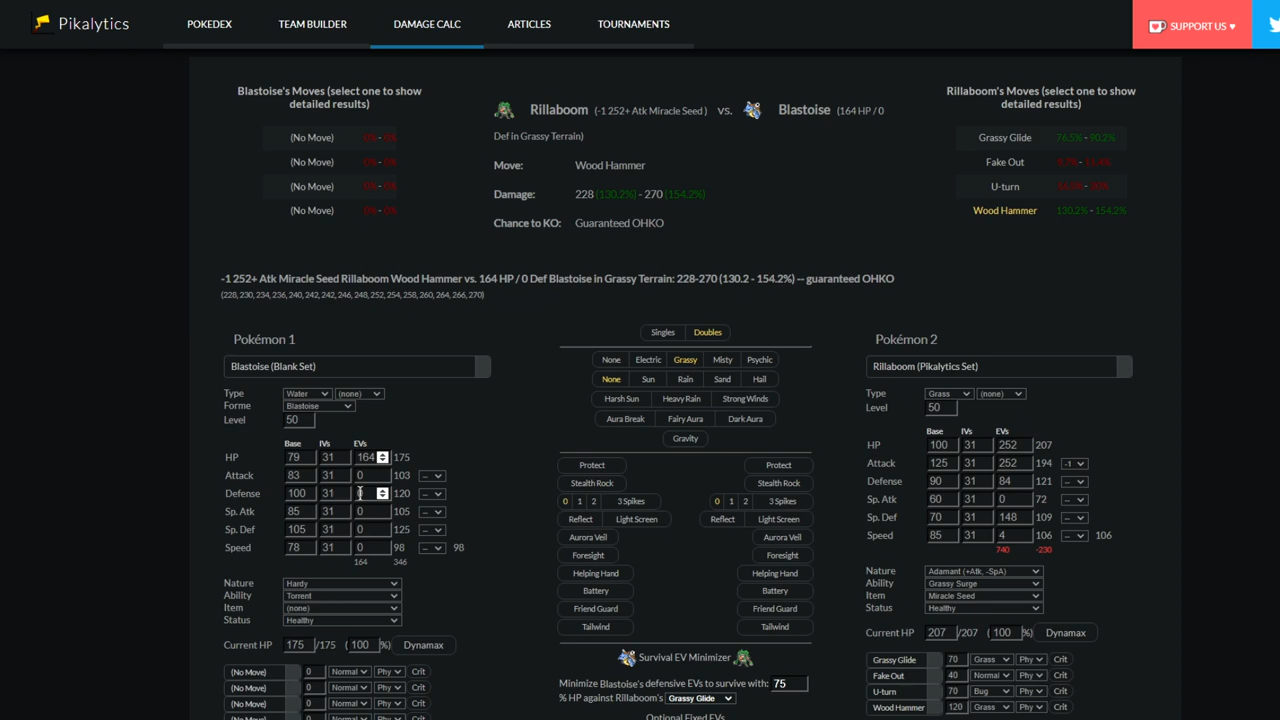 Pikalytics POKEDEX TEAM BUILDER DAMAGE CALC ARTICLES TOURNAMENTS SUPPORT US ♥
Blastoise's Moves (select one to show
detailed results)
(No Move) 0% - 0%
(No Move) 0% - 0%
(No Move) 0% - 0%
(No Move) 0% - 0%
Rillaboom (-1 252+ Atk Miracle Seed ) vs. Blastoise (164 HP / 0
Def in Grassy Terrain)
Move: Wood Hammer
Damage: 228 (130.2%) - 270 (154.2%)
Chance to KO: Guaranteed OHKO
Rillaboom's Moves (select one to show
detailed results)
Grassy Glide 76.5% - 90.2%
Fake Out
U-turn
Wood Hammer 130.2% - 154.2%
-1 252+ Atk Miracle Seed Rillaboom Wood Hammer vs. 164 HP / 0 Def Blastoise in Grassy Terrain: 228-270 (130.2 - 154.2%) -- guaranteed OHKO
(228, 230, 234, 236, 240, 242, 242, 246, 248, 252, 254, 258, 260, 264, 266, 270)
Pokémon 1
Blastoise (Blank Set)
Type Water (none)
Forme Blastoise
Level 50
Base IVs EVs
HP 79 31 164 175
Attack 83 31 0 103 --
Defense 100 31 0 120 --
Sp. Atk 85 31 0 105 --
Sp. Def 105 31 0 125 --
Speed 78 31 0 98 -- 98
164 346
Nature Hardy
Ability Torrent
Item (none)
Status Healthy
Current HP 175 /175 ( 100 %) Dynamax
(No Move) 0 Normal Phy Crit
(No Move) 0 Normal Phy Crit
(No Move) 0 Normal Phy Crit
(No Move) 0 Normal Phy Crit
Singles Doubles
None Electric Grassy Misty Psychic
None Sun Rain Sand Hail
Harsh Sun Heavy Rain Strong Winds
Aura Break Fairy Aura Dark Aura
Gravity
Protect Protect
Stealth Rock Stealth Rock
0 1 2 3 Spikes 0 1 2 3 Spikes
Reflect Light Screen Reflect Light Screen
Aurora Veil Aurora Veil
Foresight Foresight
Helping Hand Helping Hand
Battery Battery
Friend Guard Friend Guard
Tailwind Tailwind
Survival EV Minimizer
Minimize Blastoise's defensive EVs to survive with: 75
% HP against Rillaboom's Grassy Glide
Optional Fixed EVs
Pokémon 2
Rillaboom (Pikalytics Set)
Type Grass (none)
Level 50
Base IVs EVs
HP 100 31 252 207
Attack 125 31 252 194 -1
Defense 90 31 84 121 --
Sp. Atk 60 31 0 72 --
Sp. Def 70 31 148 109 --
Speed 85 31 4 106 -- 106
740 -230
Nature Adamant (+Atk, -SpA)
Ability Grassy Surge
Item Miracle Seed
Status Healthy
Current HP 207 /207 ( 100 %) Dynamax
Grassy Glide 70 Grass Phy Crit
Fake Out 40 Normal Phy Crit
U-turn 70 Bug Phy Crit
Wood Hammer 120 Grass Phy Crit